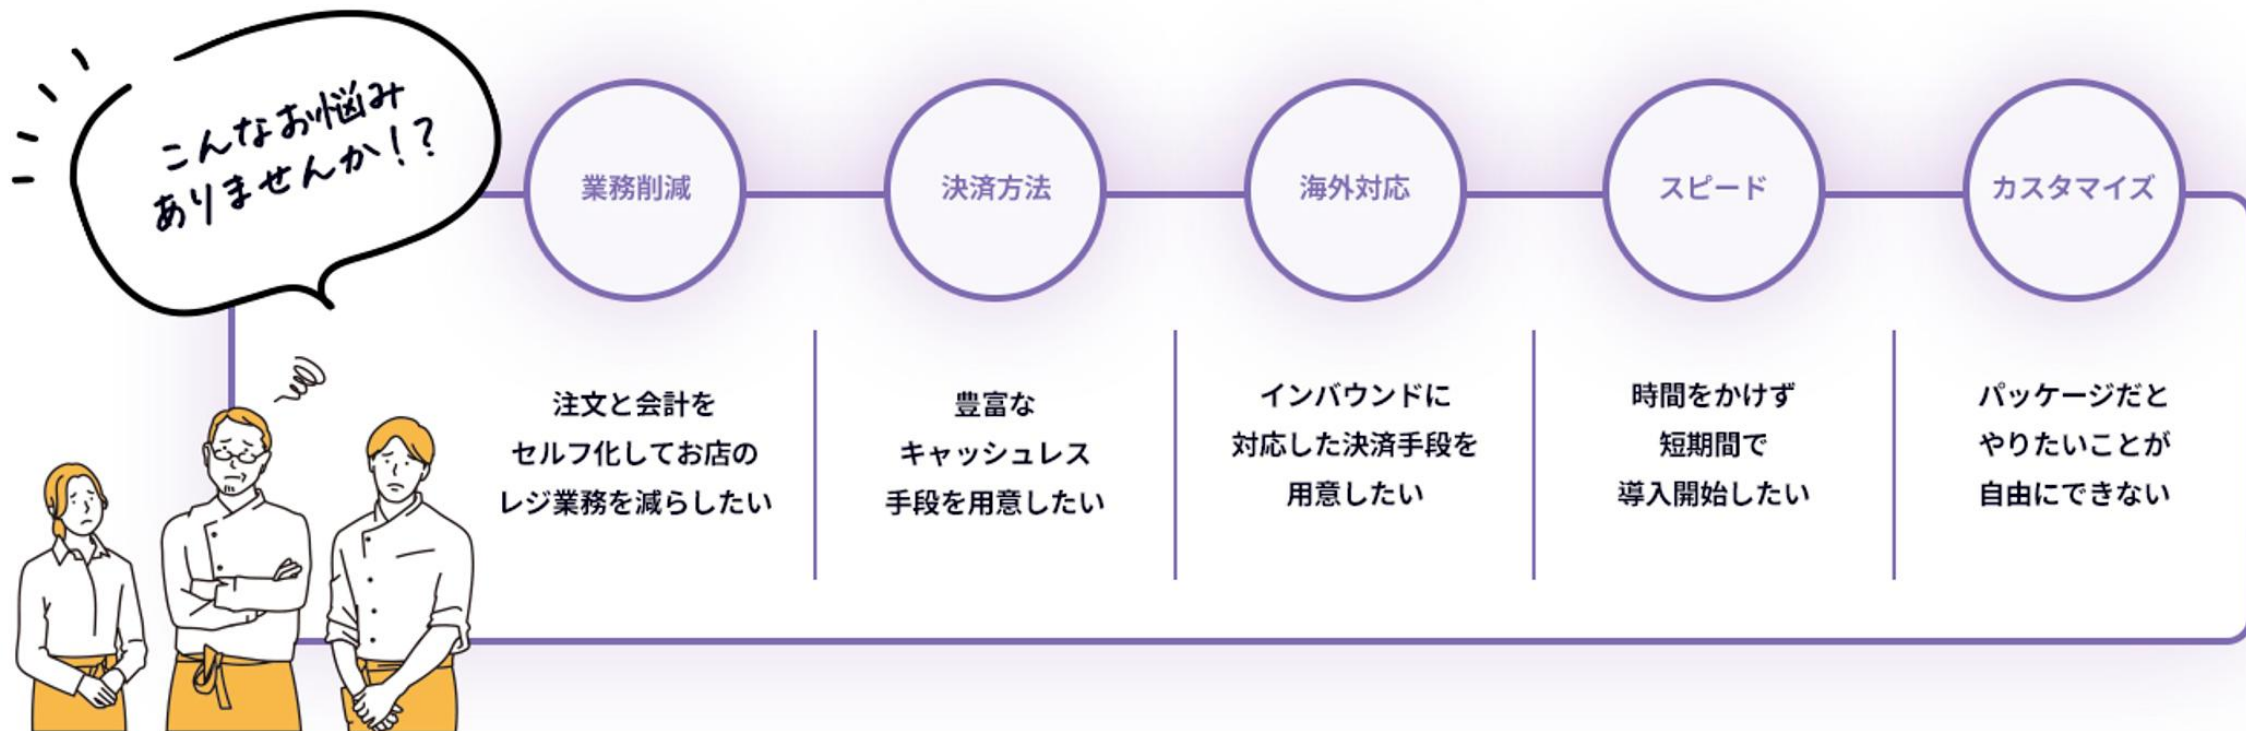 こんなお悩み
ありませんか!?
業務削減
注文と会計を
セルフ化してお店の
レジ業務を減らしたい
決済方法
豊富な
キャッシュレス
手段を用意したい
海外対応
インバウンドに
対応した決済手段を
用意したい
スピード
時間をかけず
短期間で
導入開始したい
カスタマイズ
パッケージだと
やりたいことが
自由にできない